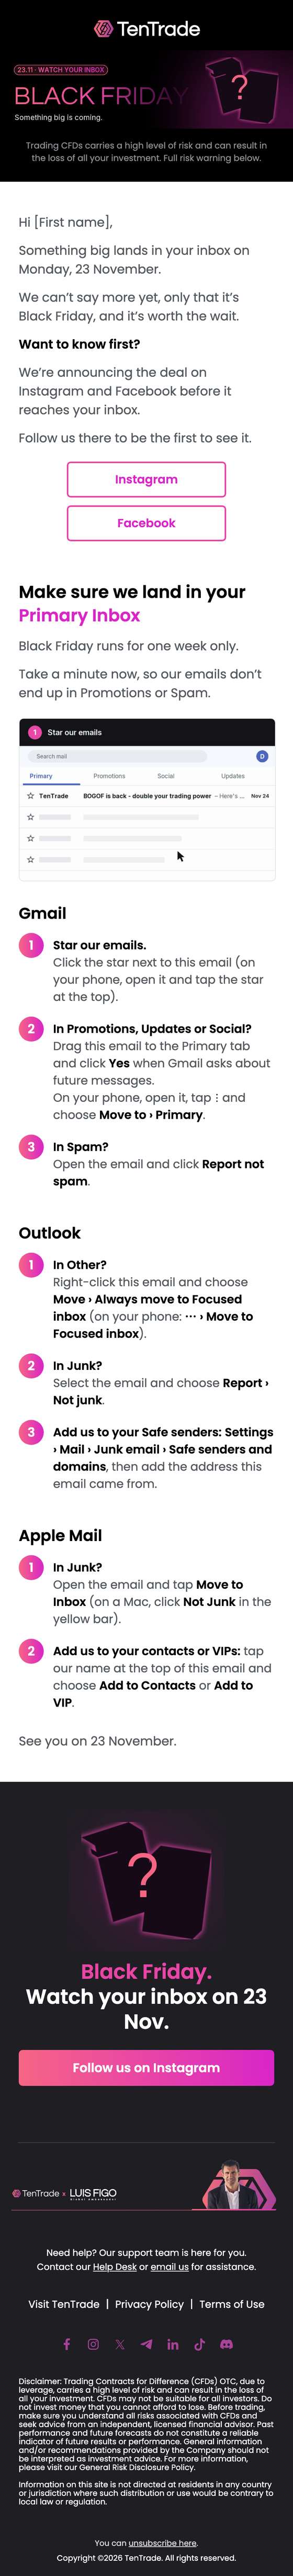 TenTrade
23.11 · WATCH YOUR INBOX
BLACK FRIDAY
Something big is coming.
?
Trading CFDs carries a high level of risk and can result in
the loss of all your investment. Full risk warning below.
Hi [First name],
Something big lands in your inbox on
Monday, 23 November.
We can’t say more yet, only that it’s
Black Friday, and it’s worth the wait.
Want to know first?
We’re announcing the deal on
Instagram and Facebook before it
reaches your inbox.
Follow us there to be the first to see it.
Instagram
Facebook
Make sure we land in your
Primary Inbox
Black Friday runs for one week only.
Take a minute now, so our emails don’t
end up in Promotions or Spam.
1 Star our emails
Search mail D
Primary Promotions Social Updates
TenTrade BOGOF is back - double your trading power – Here's ... Nov 24
Gmail
1 Star our emails.
Click the star next to this email (on
your phone, open it and tap the star
at the top).
2 In Promotions, Updates or Social?
Drag this email to the Primary tab
and click Yes when Gmail asks about
future messages.
On your phone, open it, tap ⋮ and
choose Move to › Primary.
3 In Spam?
Open the email and click Report not
spam.
Outlook
1 In Other?
Right-click this email and choose
Move › Always move to Focused
inbox (on your phone: ··· › Move to
Focused inbox).
2 In Junk?
Select the email and choose Report ›
Not junk.
3 Add us to your Safe senders: Settings
› Mail › Junk email › Safe senders and
domains, then add the address this
email came from.
Apple Mail
1 In Junk?
Open the email and tap Move to
Inbox (on a Mac, click Not Junk in the
yellow bar).
2 Add us to your contacts or VIPs: tap
our name at the top of this email and
choose Add to Contacts or Add to
VIP.
See you on 23 November.
?
Black Friday.
Watch your inbox on 23
Nov.
Follow us on Instagram
TenTrade x LUIS FIGO
Global Ambassador
Need help? Our support team is here for you.
Contact our Help Desk or email us for assistance.
Visit TenTrade | Privacy Policy | Terms of Use
Disclaimer: Trading Contracts for Difference (CFDs) OTC, due to
leverage, carries a high level of risk and can result in the loss of
all your investment. CFDs may not be suitable for all investors. Do
not invest money that you cannot afford to lose. Before trading,
make sure you understand all risks associated with CFDs and
seek advice from an independent, licensed financial advisor. Past
performance and future forecasts do not constitute a reliable
indicator of future results or performance. General information
and/or recommendations provided by the Company should not
be interpreted as investment advice. For more information,
please visit our General Risk Disclosure Policy.
Information on this site is not directed at residents in any country
or jurisdiction where such distribution or use would be contrary to
local law or regulation.
You can unsubscribe here.
Copyright ©2026 TenTrade. All rights reserved.